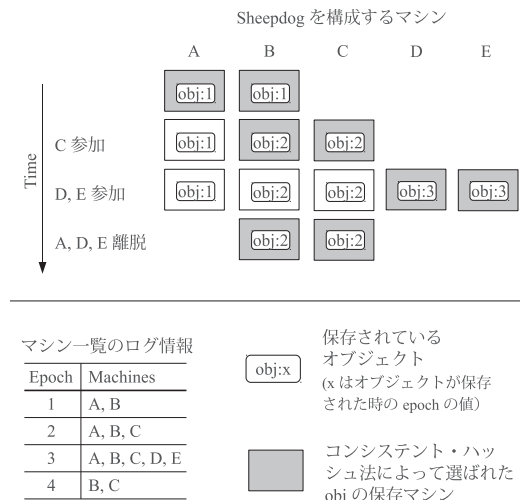 Sheepdog を構成するマシン
A B C D E
obj:1 obj:1
C 参加 obj:1 obj:2 obj:2
D, E 参加 obj:1 obj:2 obj:2 obj:3 obj:3
A, D, E 離脱 obj:2 obj:2
Time
マシン一覧のログ情報
Epoch Machines
1 A, B
2 A, B, C
3 A, B, C, D, E
4 B, C
obj:x
保存されている
オブジェクト
(x はオブジェクトが保存
された時の epoch の値)
コンシステント・ハッ
シュ法によって選ばれた
obj の保存マシン